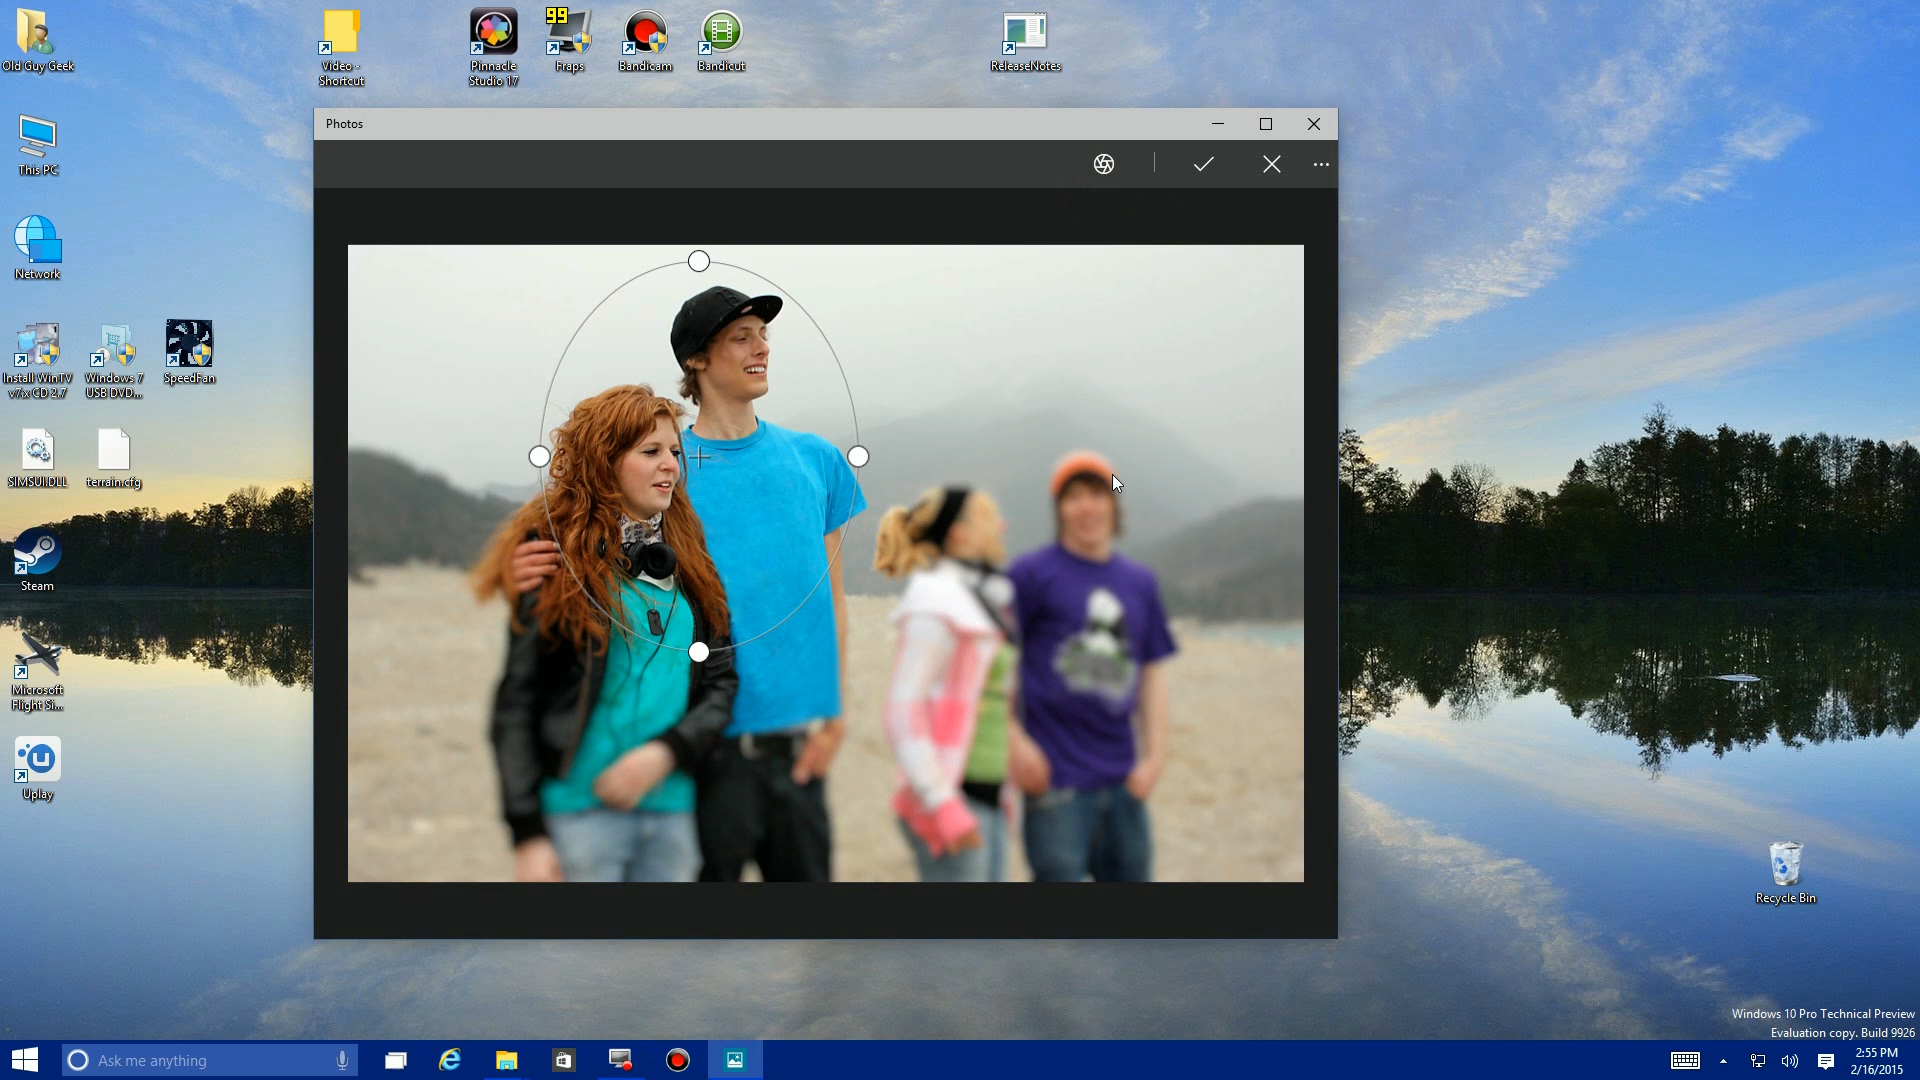 Old Guy Geek
Video -
Shortcut
Pinnacle
Studio 17
99
Fraps
Bandicam
Bandicut
ReleaseNotes
This PC
Network
Install WinTV
v7.x CD 2.7
Windows 7
USB DVD...
SpeedFan
SIMSUI.DLL
terrain.cfg
Steam
Microsoft
Flight Si...
Uplay
Photos
Recycle Bin
Windows 10 Pro Technical Preview
Evaluation copy. Build 9926
Ask me anything
2:55 PM
2/16/2015